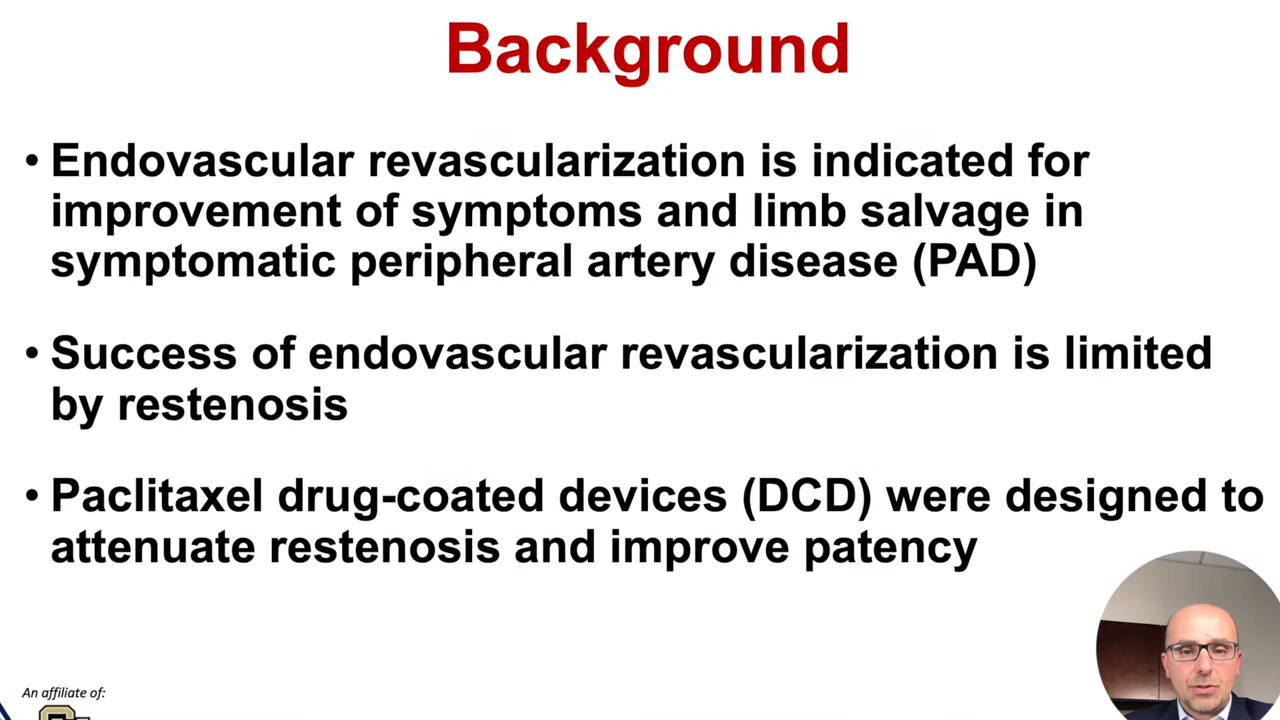 Background
• Endovascular revascularization is indicated for
improvement of symptoms and limb salvage in
symptomatic peripheral artery disease (PAD)
• Success of endovascular revascularization is limited
by restenosis
• Paclitaxel drug-coated devices (DCD) were designed to
attenuate restenosis and improve patency
An affiliate of: